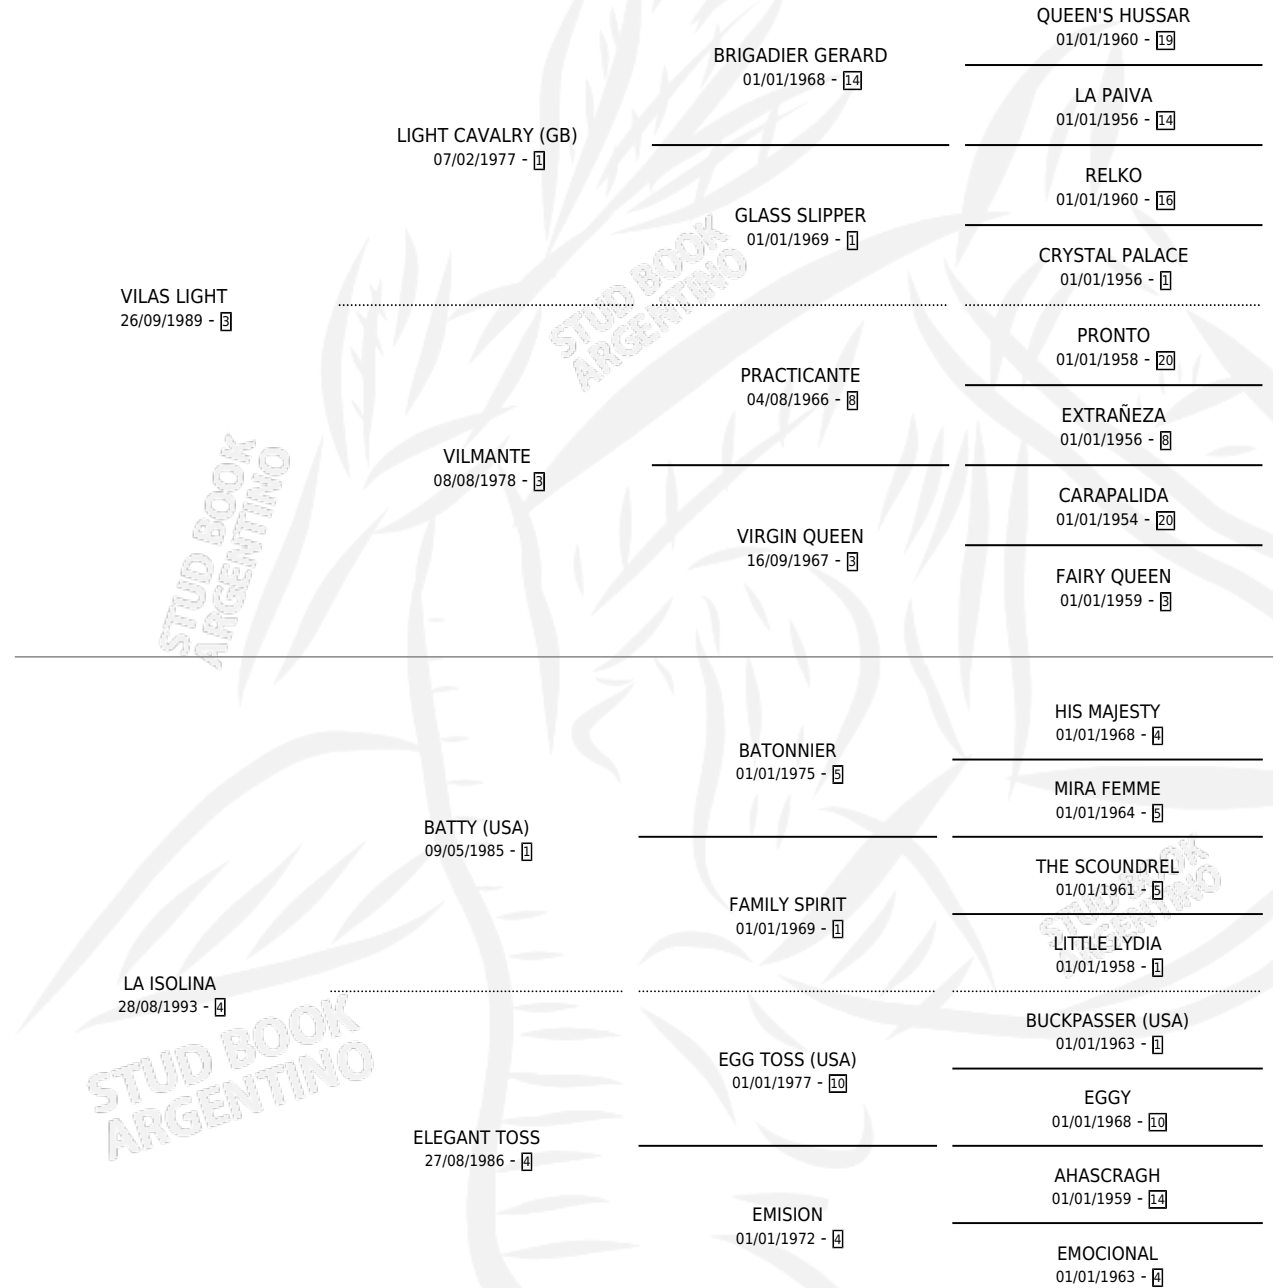 QUEEN'S HUSSAR
01/01/1960 - 19
BRIGADIER GERARD
01/01/1968 - 14
LA PAIVA
01/01/1956 - 14
LIGHT CAVALRY (GB)
07/02/1977 - 1
RELKO
01/01/1960 - 16
GLASS SLIPPER
01/01/1969 - 1
CRYSTAL PALACE
01/01/1956 - 1
VILAS LIGHT
26/09/1989 - 3
PRONTO
01/01/1958 - 20
PRACTICANTE
04/08/1966 - 8
EXTRAÑEZA
01/01/1956 - 8
VILMANTE
08/08/1978 - 3
CARAPALIDA
01/01/1954 - 20
VIRGIN QUEEN
16/09/1967 - 3
FAIRY QUEEN
01/01/1959 - 3
STUD BOOK
ARGENTINO
STUD BOOK
ARGENTINO
HIS MAJESTY
01/01/1968 - 4
BATONNIER
01/01/1975 - 5
MIRA FEMME
01/01/1964 - 5
BATTY (USA)
09/05/1985 - 1
THE SCOUNDREL
01/01/1961 - 5
FAMILY SPIRIT
01/01/1969 - 1
LITTLE LYDIA
01/01/1958 - 1
LA ISOLINA
28/08/1993 - 4
BUCKPASSER (USA)
01/01/1963 - 1
EGG TOSS (USA)
01/01/1977 - 10
EGGY
01/01/1968 - 10
ELEGANT TOSS
27/08/1986 - 4
AHASCRAGH
01/01/1959 - 14
EMISION
01/01/1972 - 4
EMOCIONAL
01/01/1963 - 4
STUD BOOK
ARGENTINO
STUD BOOK
ARGENTINO